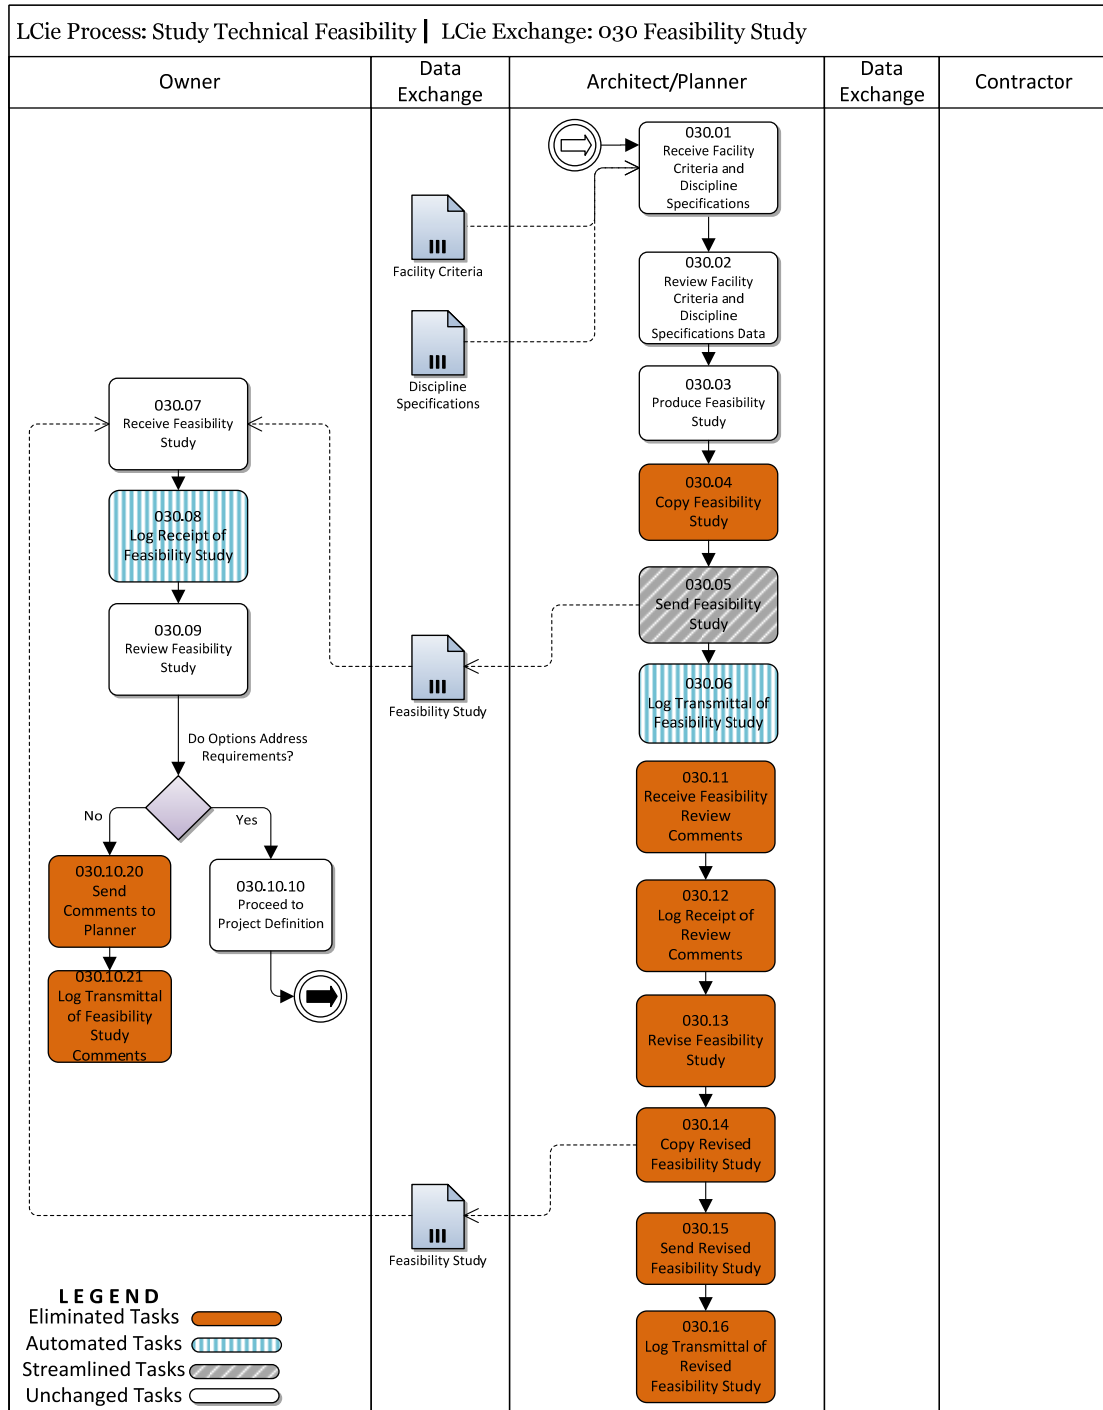 LCie Process: Study Technical Feasibility | LCie Exchange: 030 Feasibility Study
Owner
Data
Exchange
Architect/Planner
Data
Exchange
Contractor
030.01
Receive Facility
Criteria and
Discipline
Specifications
Facility Criteria
030.02
Review Facility
Criteria and
Discipline
Specifications Data
Discipline
Specifications
030.03
Produce Feasibility
Study
030.04
Copy Feasibility
Study
030.05
Send Feasibility
Study
030.06
Log Transmittal of
Feasibility Study
Feasibility Study
030.07
Receive Feasibility
Study
030.08
Log Receipt of
Feasibility Study
030.09
Review Feasibility
Study
Do Options Address
Requirements?
No
Yes
030.10.20
Send
Comments to
Planner
030.10.10
Proceed to
Project Definition
030.10.21
Log Transmittal
of Feasibility
Study
Comments
030.11
Receive Feasibility
Review
Comments
030.12
Log Receipt of
Review
Comments
030.13
Revise Feasibility
Study
030.14
Copy Revised
Feasibility Study
Feasibility Study
030.15
Send Revised
Feasibility Study
030.16
Log Transmittal of
Revised
Feasibility Study
LEGEND
Eliminated Tasks
Automated Tasks
Streamlined Tasks
Unchanged Tasks